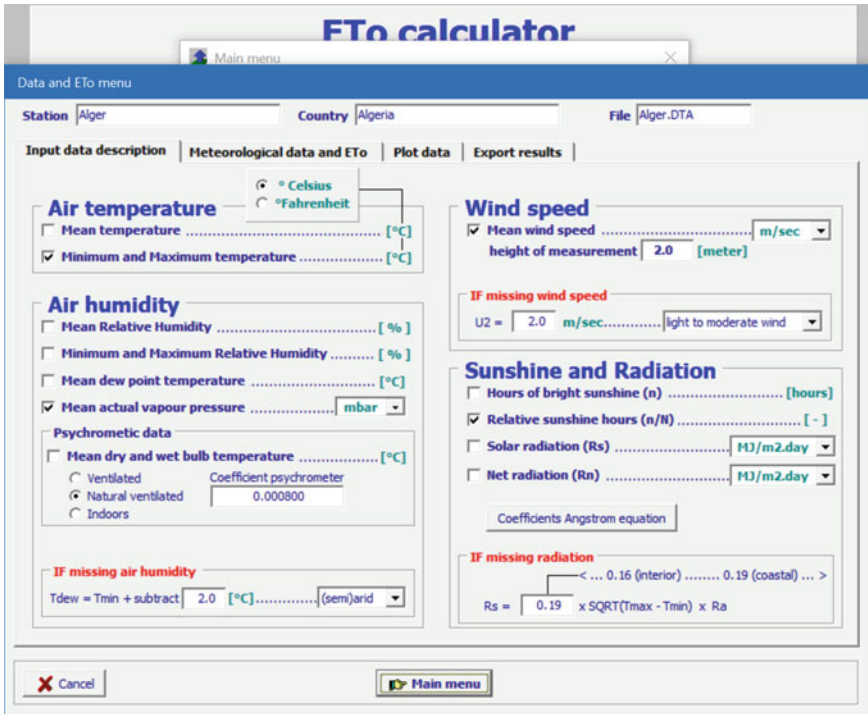 ETo calculator
Main menu
Data and ETo menu
Station Alger Country Algeria File Alger.DTA
Input data description Meteorological data and ETo Plot data Export results
° Celsius
°Fahrenheit
Air temperature
Mean temperature .................................... [°C]
Minimum and Maximum temperature ............... [°C]
Air humidity
Mean Relative Humidity ............................. [ % ]
Minimum and Maximum Relative Humidity .......... [ % ]
Mean dew point temperature ...................... [°C]
Mean actual vapour pressure ............... mbar
Psychrometic data
Mean dry and wet bulb temperature ............... [°C]
Ventilated Coefficient psychrometer
Natural ventilated 0.000800
Indoors
IF missing air humidity
Tdew = Tmin + subtract 2.0 [°C].............. (semi)arid
Wind speed
Mean wind speed ............................... m/sec
height of measurement 2.0 [meter]
IF missing wind speed
U2 = 2.0 m/sec............. light to moderate wind
Sunshine and Radiation
Hours of bright sunshine (n) ..................... [hours]
Relative sunshine hours (n/N) ........................ [ - ]
Solar radiation (Rs) ..................... MJ/m2.day
Net radiation (Rn) ....................... MJ/m2.day
Coefficients Angstrom equation
IF missing radiation
< ... 0.16 (interior) ........ 0.19 (coastal) ... >
Rs = 0.19 x SQRT(Tmax - Tmin) x Ra
Cancel Main menu